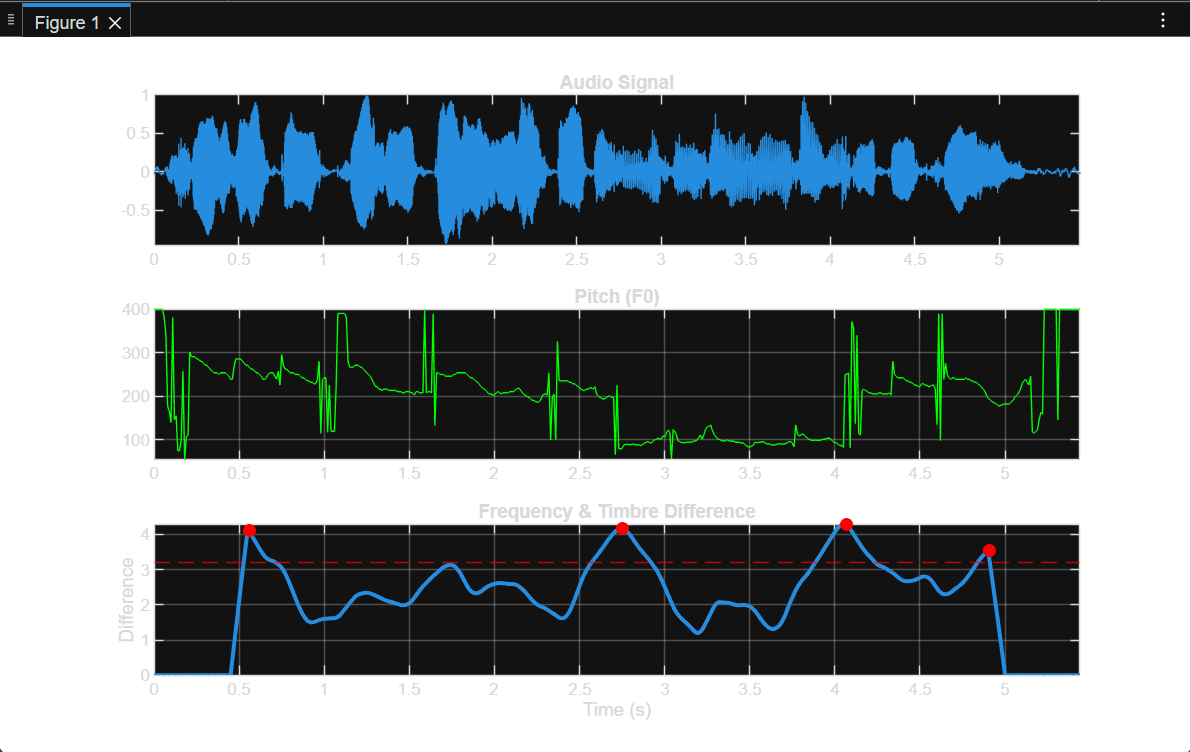 Figure 1
Audio Signal
1
0.5
0
-0.5
0 0.5 1 1.5 2 2.5 3 3.5 4 4.5 5
Pitch (F0)
400
300
200
100
0 0.5 1 1.5 2 2.5 3 3.5 4 4.5 5
Frequency & Timbre Difference
Difference
4
3
2
1
0
0 0.5 1 1.5 2 2.5 3 3.5 4 4.5 5
Time (s)